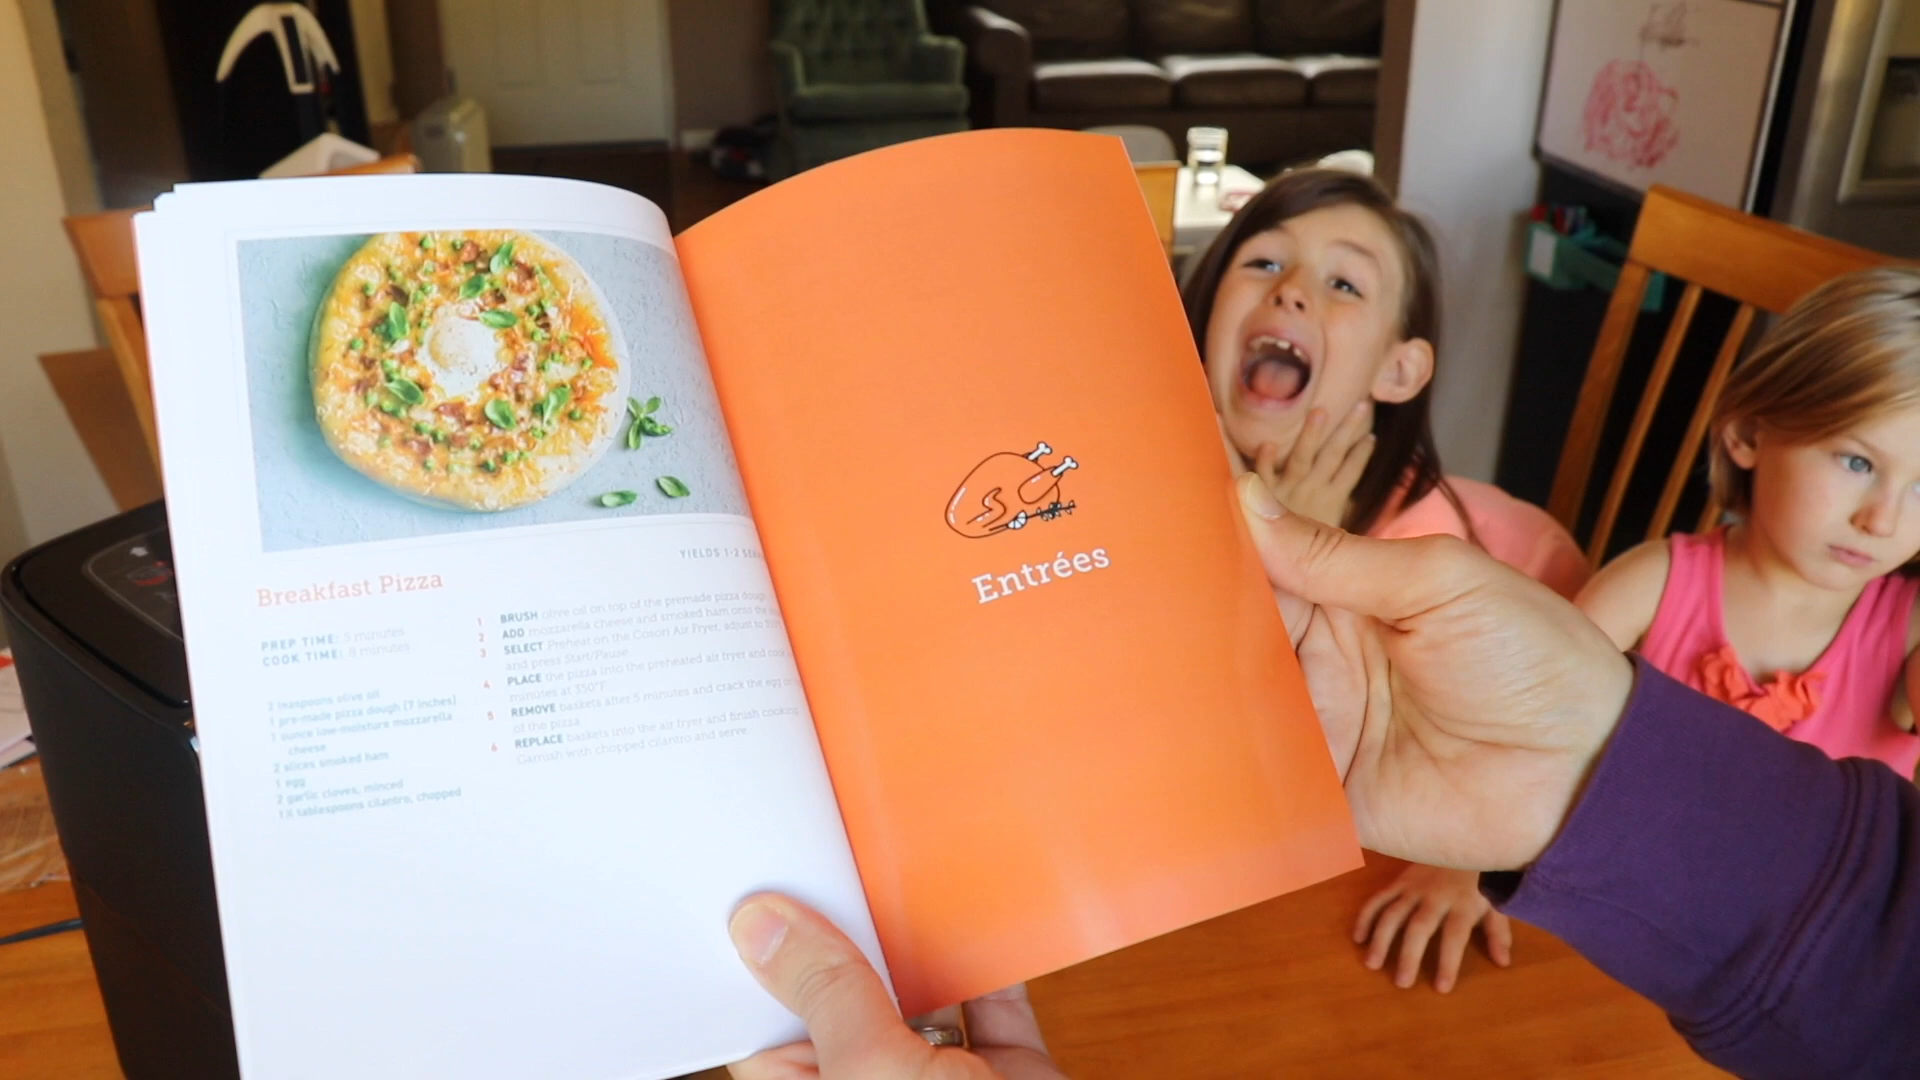 YIELDS 1-2
Breakfast Pizza
PREP TIME: 5 minutes
COOK TIME: 8 minutes
2 teaspoons olive oil
1 pre-made pizza dough (7 inches)
1 ounce low-moisture mozzarella
cheese
2 slices smoked ham
1 egg
2 garlic cloves, minced
tablespoons cilantro, chopped
1 BRUSH olive oil on top of the premade pizza dough.
2 ADD mozzarella cheese and smoked ham onto the
3 SELECT Preheat on the Cosori Air Fryer, adjust to
and press Start/Pause.
4 PLACE the pizza into the preheated air fryer and
minutes at 350°F.
5 REMOVE baskets after 5 minutes and crack the egg
of the pizza.
6 REPLACE baskets into the air fryer and finish cooking
Garnish with chopped cilantro and serve.
Entrées